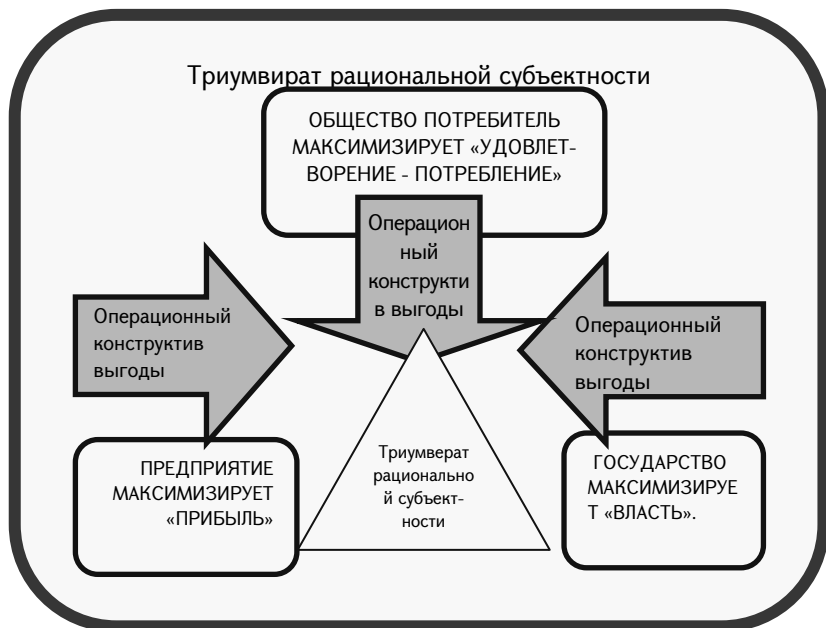 Триумвират рациональной субъектности
ОБЩЕСТВО ПОТРЕБИТЕЛЬ
МАКСИМИЗИРУЕТ «УДОВЛЕТ-
ВОРЕНИЕ - ПОТРЕБЛЕНИЕ»
Операцион
ный
конструкти
в выгоды
Операционный
конструктив
выгоды
Операционный
конструктив
выгоды
ПРЕДПРИЯТИЕ
МАКСИМИЗИРУЕТ
«ПРИБЫЛЬ»
Триумверат
рационально
й субъект-
ности
ГОСУДАРСТВО
МАКСИМИЗИРУЕ
Т «ВЛАСТЬ».